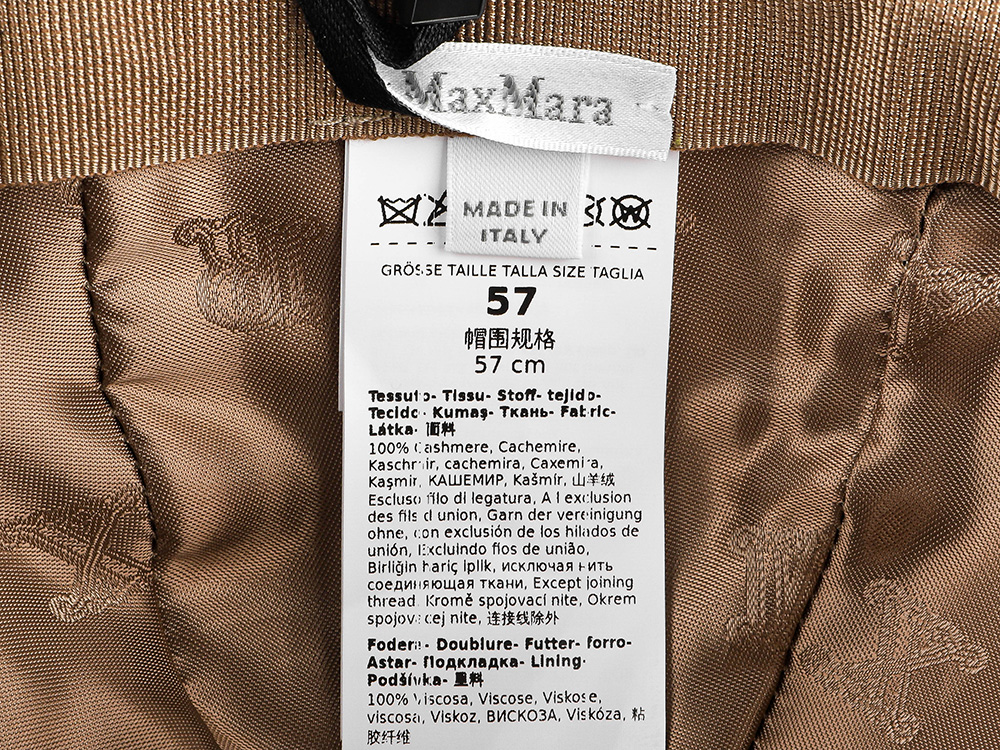 MaxMara
MADE IN
ITALY
GRÖSSE TAILLE TALLA SIZE TAGLIA
57
帽围规格
57 cm
Tessuto- Tissu- Stoff- tejido-
Tecido- Kumaş- Ткань- Fabric-
Látka- 面料
100% Cashmere, Cachemire,
Kaschmir, cachemira, Caxemira,
Kaşmir, КАШЕМИР, Kašmír, 山羊绒
Escluso filo di legatura, A l exclusion
des fils d union, Garn der vereinigung
ohne, con exclusión de los hilados de
unión, Excluindo fios de união,
Birliğin hariç iplik, исключая нить
соединяющая ткани, Except joining
thread, Kromě spojovací nite, Okrem
spojovacej nite, 连接线除外
Fodera- Doublure- Futter- forro-
Astar- Подкладка- Lining-
Podšívka- 里料
100% Viscosa, Viscose, Viskose,
viscosa, Viskoz, ВИСКОЗА, Viskóza, 粘
胶纤维